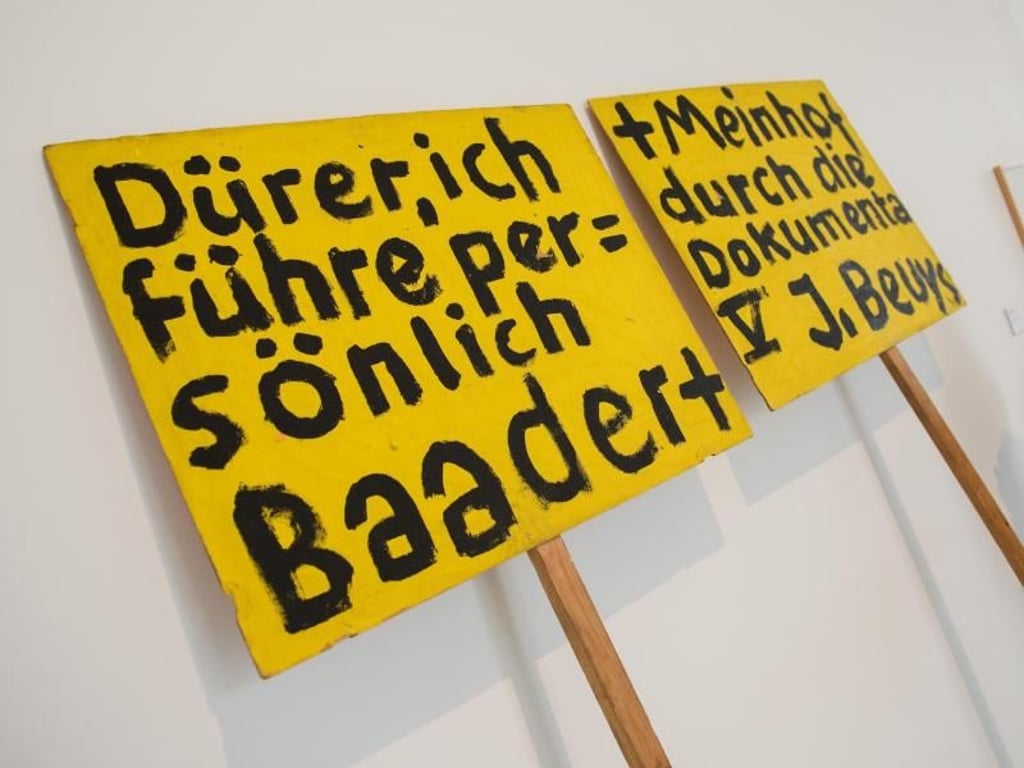 Dürer, ich
führe per=
sönlich
Baader+
+Meinhof
durch die
Dokumenta
V J. Beuys